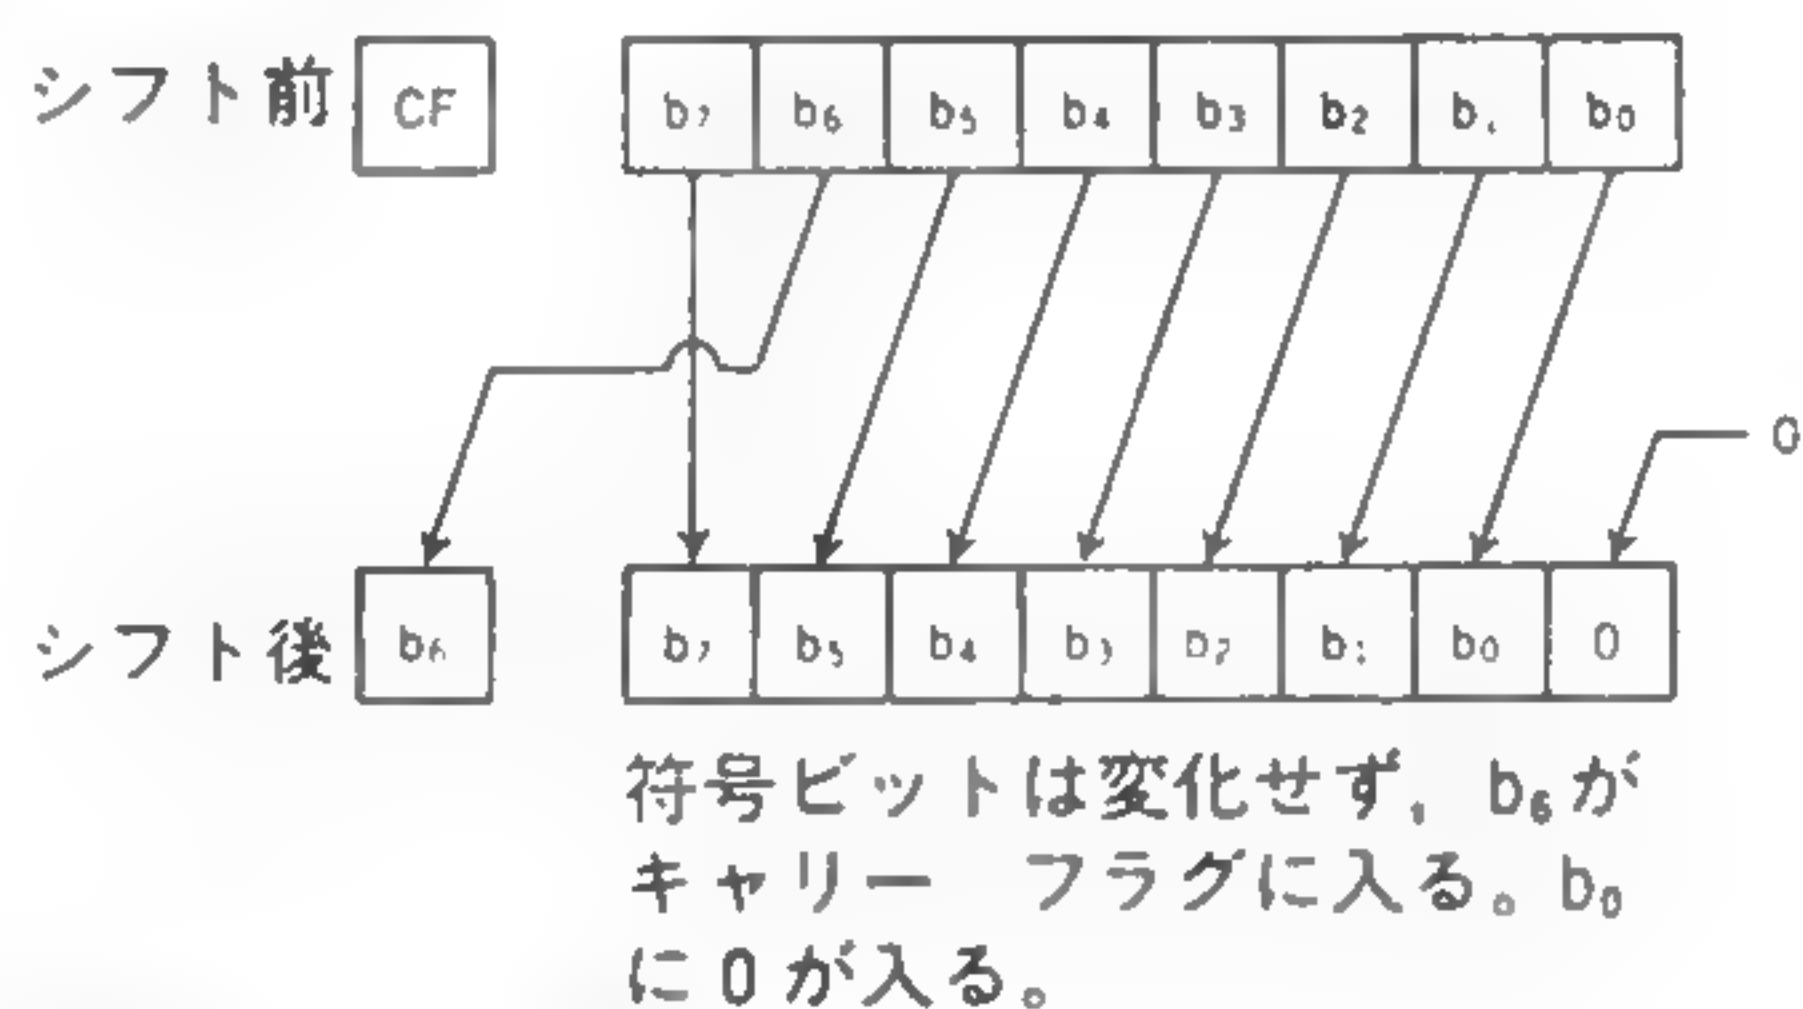 シフト前 CF b7 b6 b5 b4 b3 b2 b1 b0
0
シフト後 b6 b7 b5 b4 b3 b2 b1 b0 0
符号ビットは変化せず, b6が
キャリー フラグに入る。b0
に0が入る。